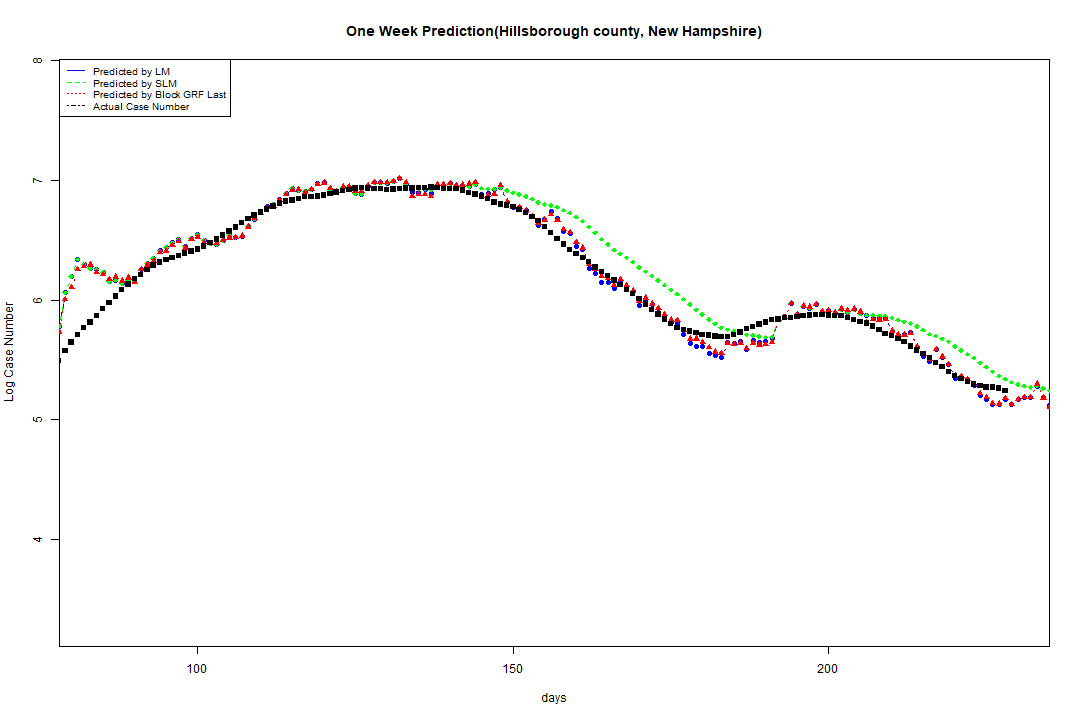 One Week Prediction(Hillsborough county, New Hampshire)
Predicted by LM
Predicted by SLM
Predicted by Block GRF Last
Actual Case Number
Log Case Number
8
7
6
5
4
100 150 200
days